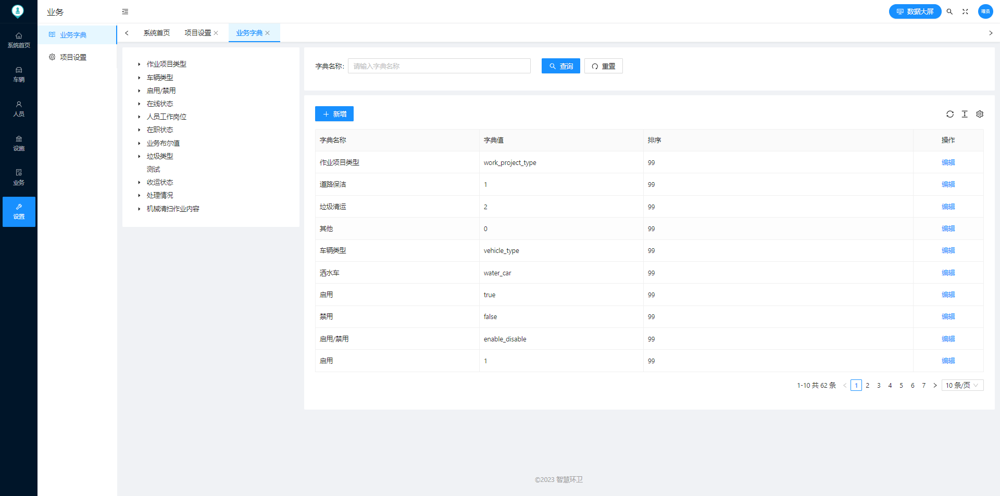 业务
数据大屏
理员
系统首页
车辆
人员
设施
业务
设置
业务字典
项目设置
系统首页
项目设置
业务字典
作业项目类型
车辆类型
启用/禁用
在线状态
人员工作岗位
在职状态
业务布尔值
垃圾类型
测试
收运状态
处理情况
机械清扫作业内容
字典名称: 请输入字典名称 查询 重置
新增
字典名称 字典值 排序 操作
作业项目类型 work_project_type 99 编辑
道路保洁 1 99 编辑
垃圾清运 2 99 编辑
其他 0 99 编辑
车辆类型 vehicle_type 99 编辑
洒水车 water_car 99 编辑
启用 true 99 编辑
禁用 false 99 编辑
启用/禁用 enable_disable 99 编辑
启用 1 99 编辑
1-10 共 62 条 1 2 3 4 5 6 7 10 条/页
©2023 智慧环卫